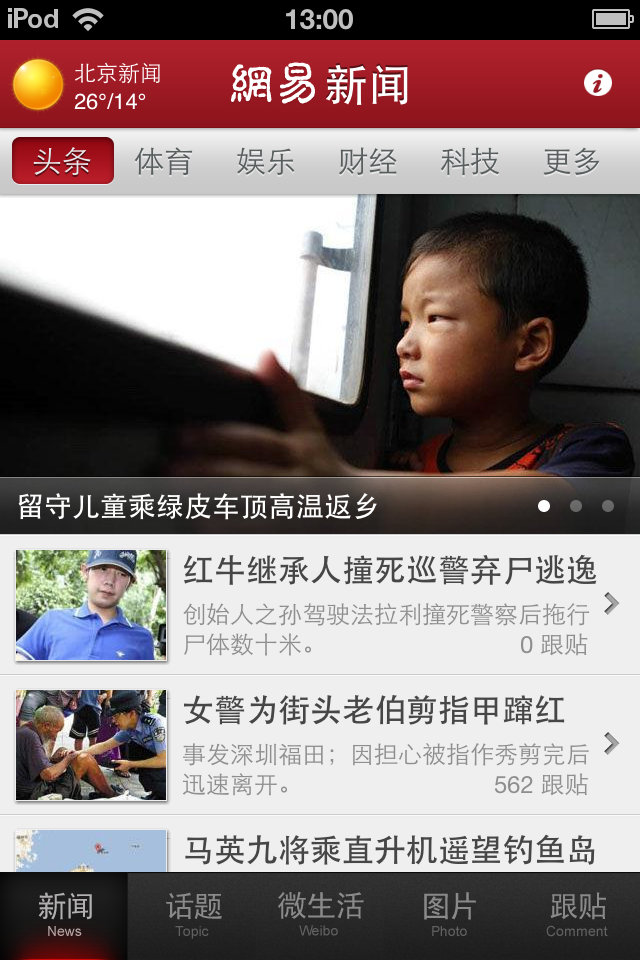 iPod 13:00
北京新闻
26°/14°
網易新闻
i
头条 体育 娱乐 财经 科技 更多
留守儿童乘绿皮车顶高温返乡
红牛继承人撞死巡警弃尸逃逸
创始人之孙驾驶法拉利撞死警察后拖行
尸体数十米。 0 跟贴
女警为街头老伯剪指甲蹿红
事发深圳福田；因担心被指作秀剪完后
迅速离开。 562 跟贴
马英九将乘直升机遥望钓鱼岛
新闻 话题 微生活 图片 跟贴
News Topic Weibo Photo Comment